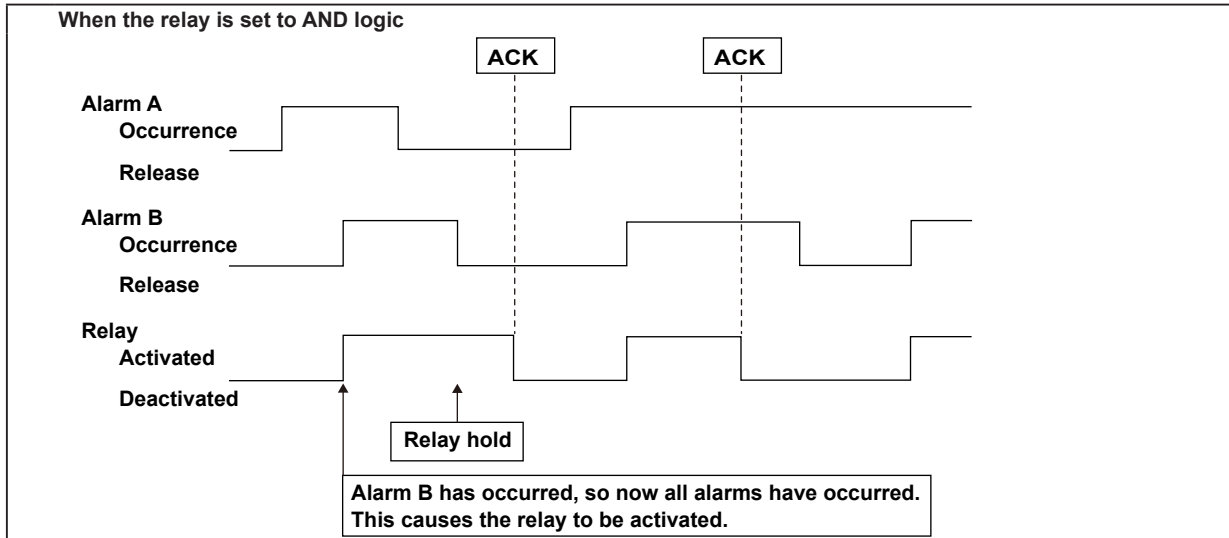 When the relay is set to AND logic
ACK
ACK
Alarm A
Occurrence
Release
Alarm B
Occurrence
Release
Relay
Activated
Deactivated
Relay hold
Alarm B has occurred, so now all alarms have occurred.
This causes the relay to be activated.